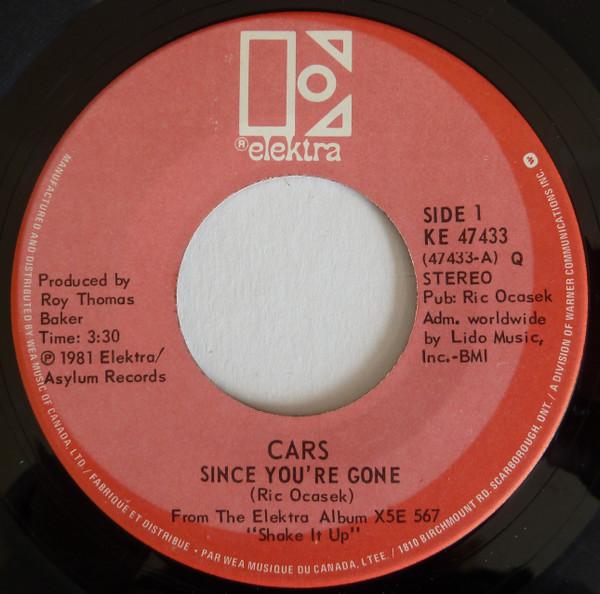 ® elektra
SIDE 1
KE 47433
(47433-A) Q
STEREO
Pub: Ric Ocasek
Adm. worldwide
by Lido Music,
Inc.-BMI
Produced by
Roy Thomas
Baker
Time: 3:30
℗ 1981 Elektra/
Asylum Records
CARS
SINCE YOU'RE GONE
(Ric Ocasek)
From The Elektra Album X5E 567
"Shake It Up"
MANUFACTURED AND DISTRIBUTED BY WEA MUSIC OF CANADA, LTD. / FABRIQUÉ ET DISTRIBUE • PAR WEA MUSIQUE DU CANADA, LTEE. / 1810 BIRCHMOUNT RD. SCARBOROUGH, ONT. / A DIVISION OF WARNER COMMUNICATIONS INC.